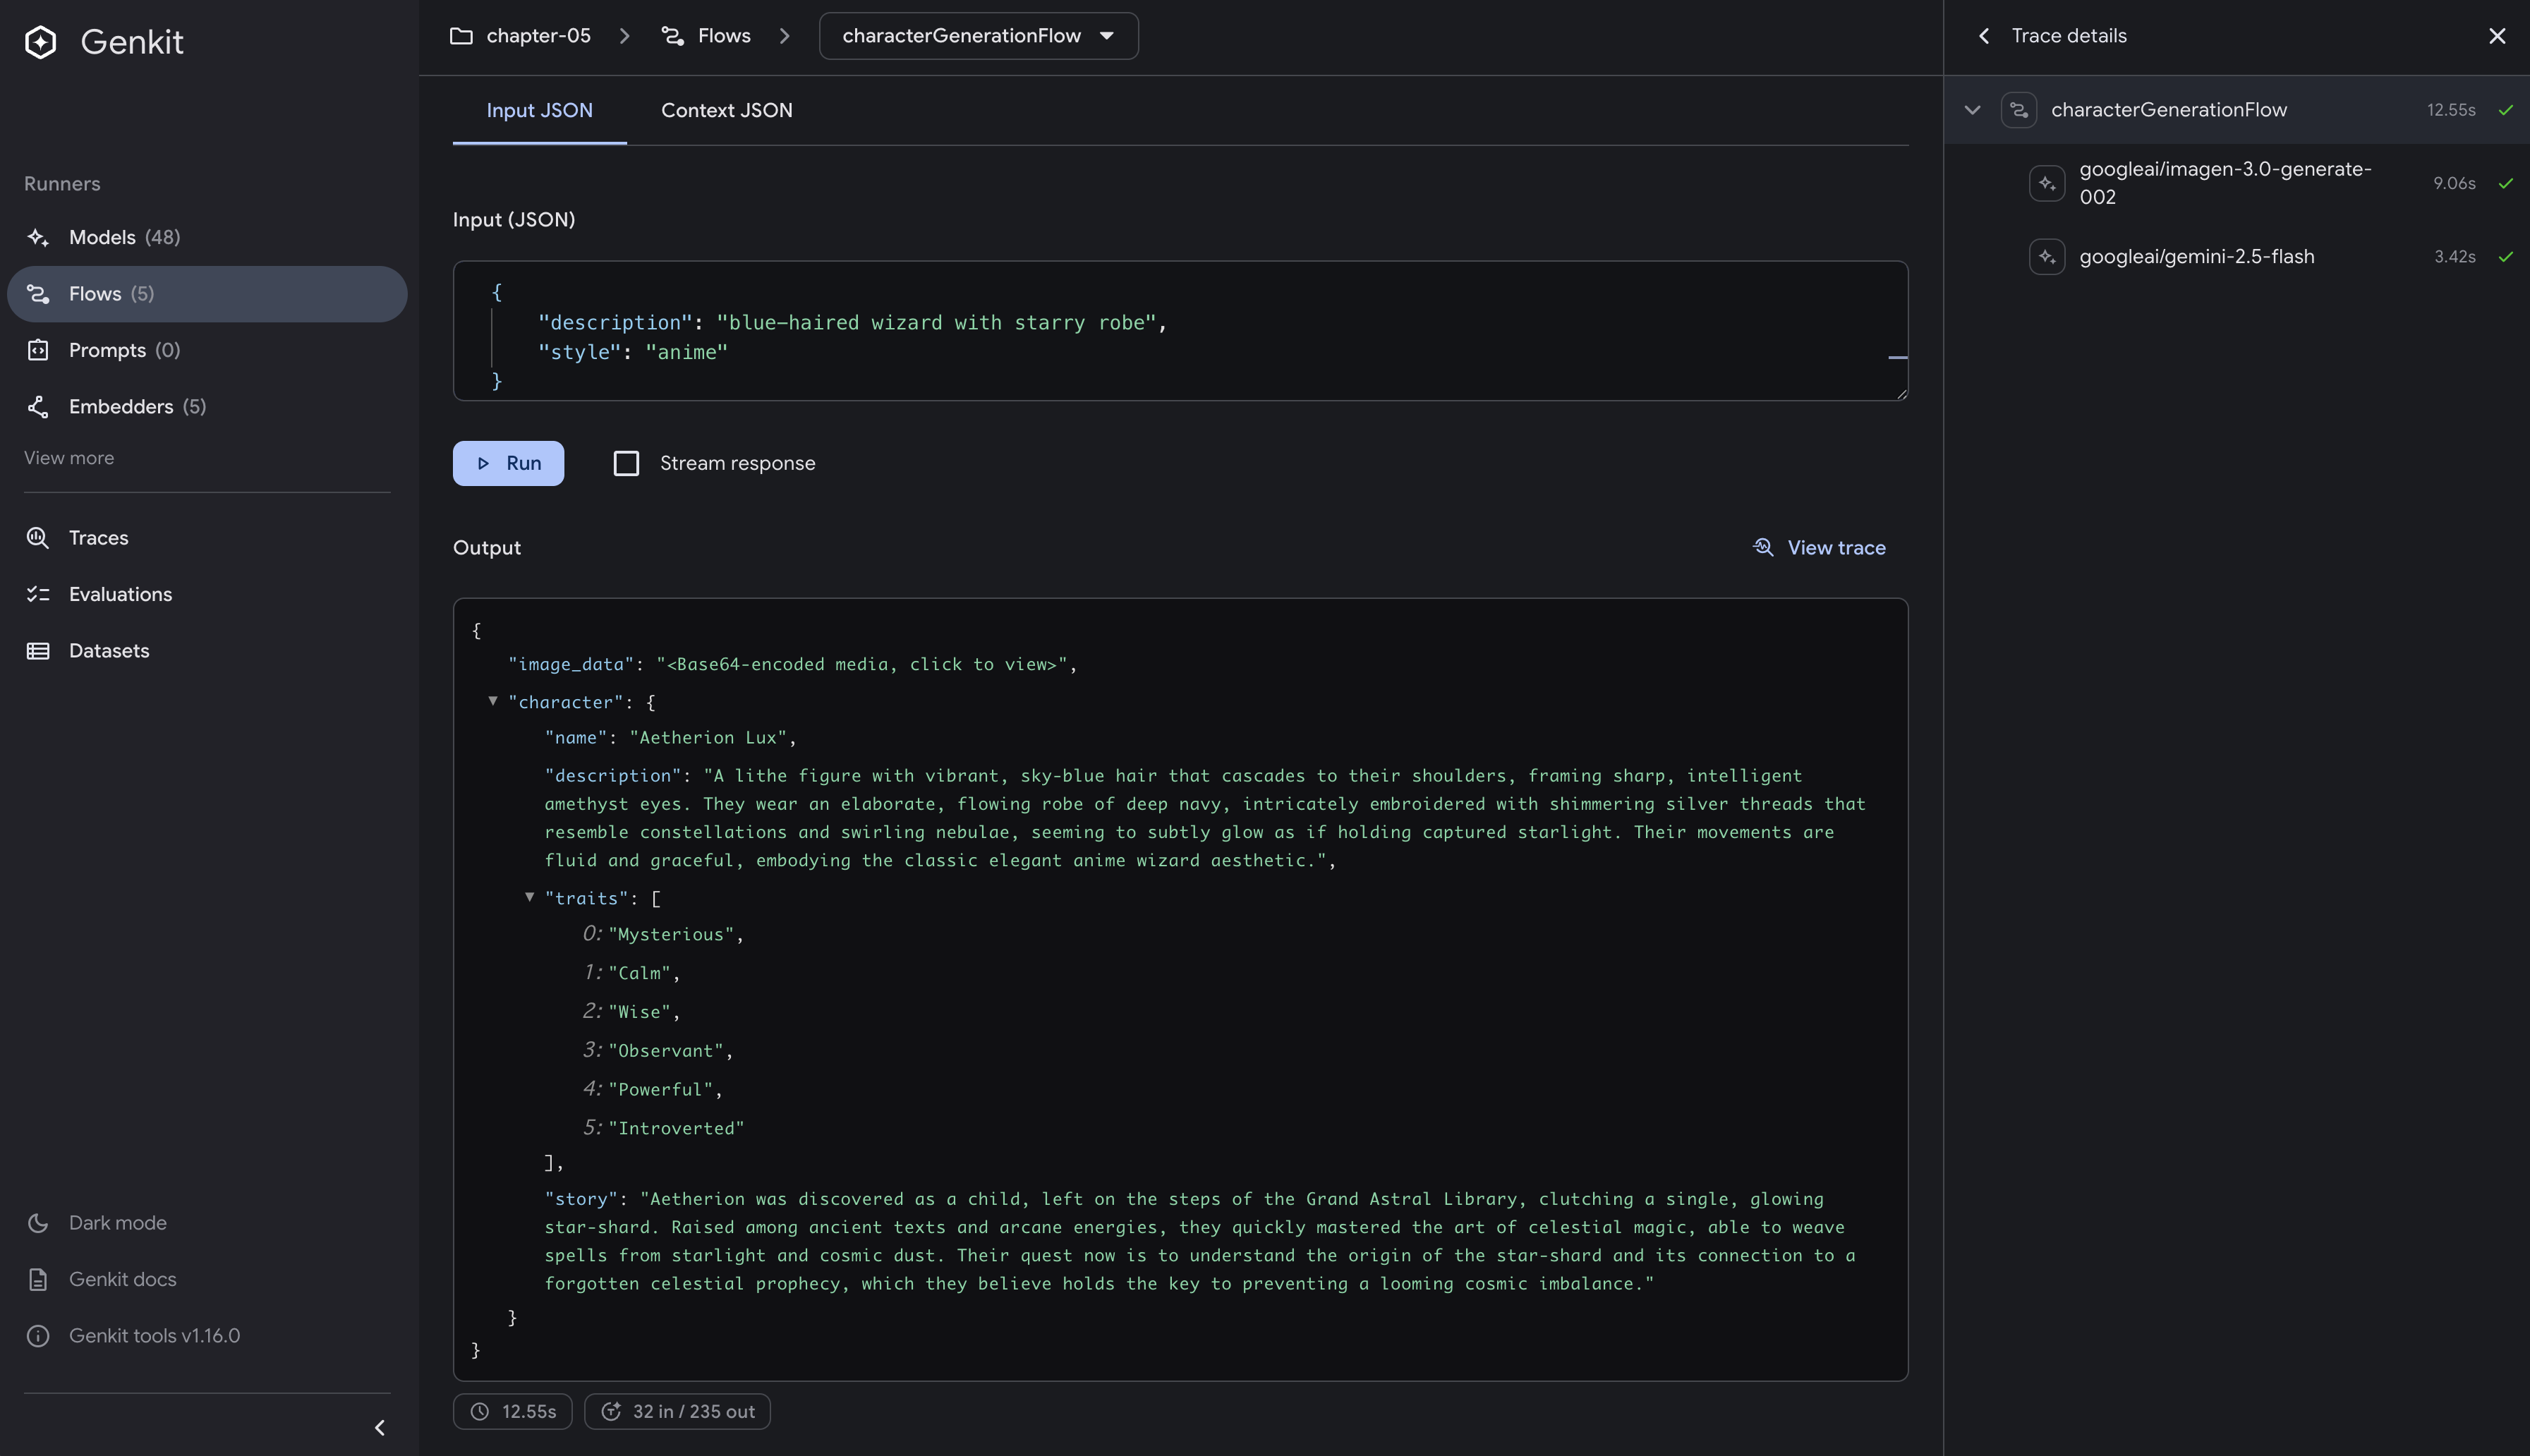 Genkit
Runners
Models (48)
Flows (5)
Prompts (0)
Embedders (5)
View more
Traces
Evaluations
Datasets
Dark mode
Genkit docs
Genkit tools v1.16.0
chapter-05
Flows
characterGenerationFlow
Input JSON
Context JSON
Input (JSON)
{
"description": "blue-haired wizard with starry robe",
"style": "anime"
}
Run
Stream response
Output
View trace
{
"image_data": "<Base64-encoded media, click to view>",
"character": {
"name": "Aetherion Lux",
"description": "A lithe figure with vibrant, sky-blue hair that cascades to their shoulders, framing sharp, intelligent
amethyst eyes. They wear an elaborate, flowing robe of deep navy, intricately embroidered with shimmering silver threads that
resemble constellations and swirling nebulae, seeming to subtly glow as if holding captured starlight. Their movements are
fluid and graceful, embodying the classic elegant anime wizard aesthetic.",
"traits": [
0: "Mysterious",
1: "Calm",
2: "Wise",
3: "Observant",
4: "Powerful",
5: "Introverted"
],
"story": "Aetherion was discovered as a child, left on the steps of the Grand Astral Library, clutching a single, glowing
star-shard. Raised among ancient texts and arcane energies, they quickly mastered the art of celestial magic, able to weave
spells from starlight and cosmic dust. Their quest now is to understand the origin of the star-shard and its connection to a
forgotten celestial prophecy, which they believe holds the key to preventing a looming cosmic imbalance."
}
}
12.55s
32 in / 235 out
Trace details
characterGenerationFlow
12.55s
googleai/imagen-3.0-generate-
002
9.06s
googleai/gemini-2.5-flash
3.42s